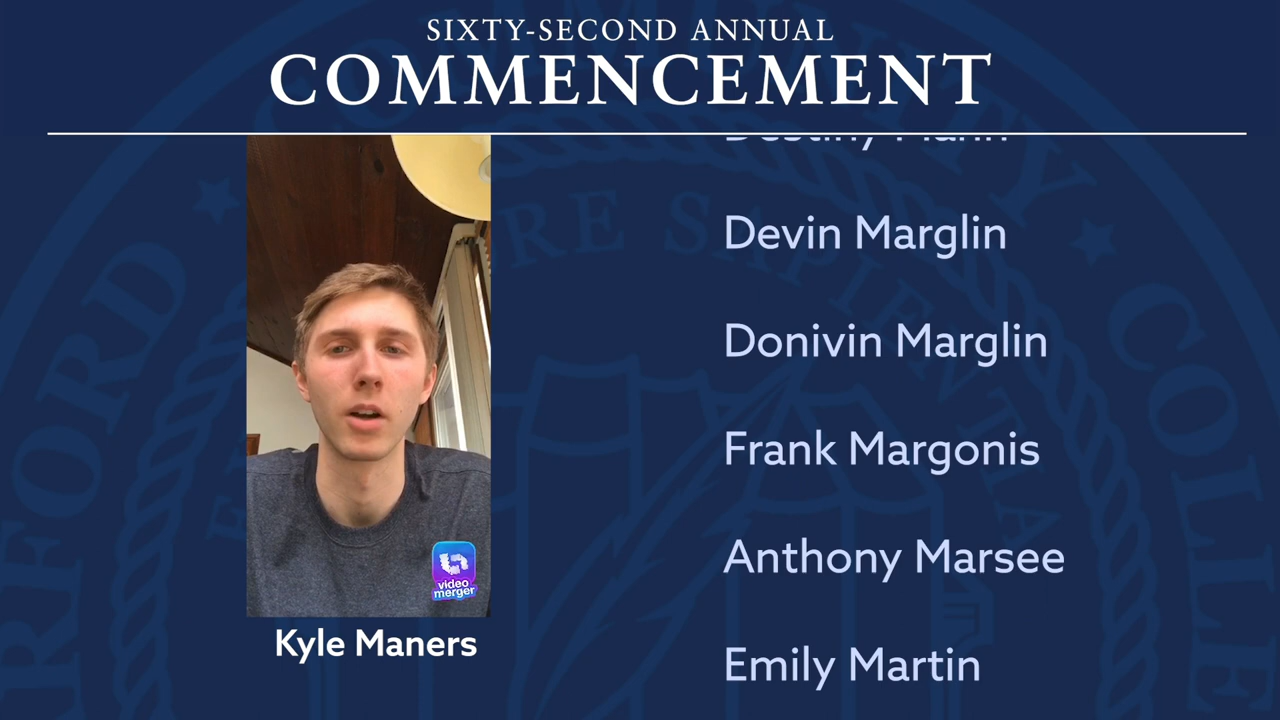 SIXTY-SECOND ANNUAL
COMMENCEMENT
Devin Marglin
Donivin Marglin
Frank Margonis
Anthony Marsee
Emily Martin
video
merger
Kyle Maners